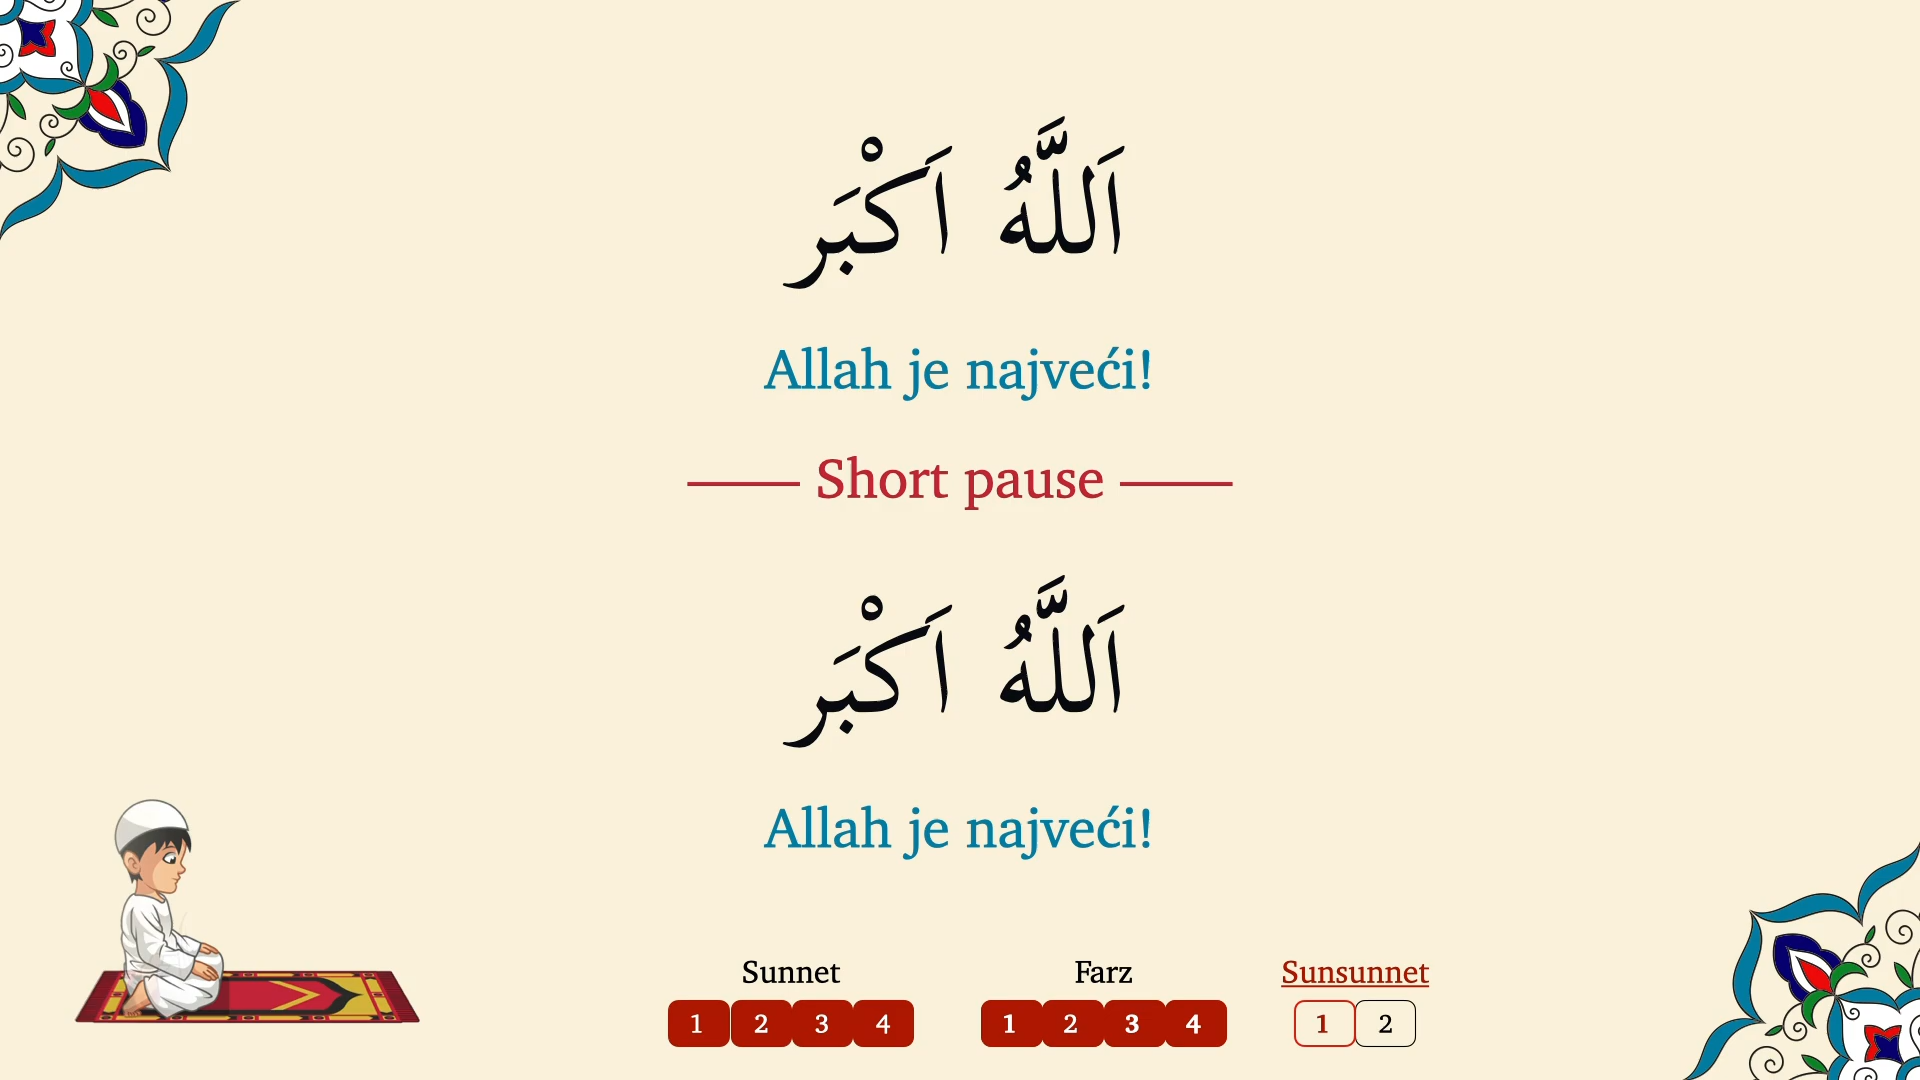 اَللَّهُ اَكْبَر
Allah je najveći!
Short pause
اَللَّهُ اَكْبَر
Allah je najveći!
Sunnet Farz Sunsunnet
1 2 3 4 1 2 3 4 1 2